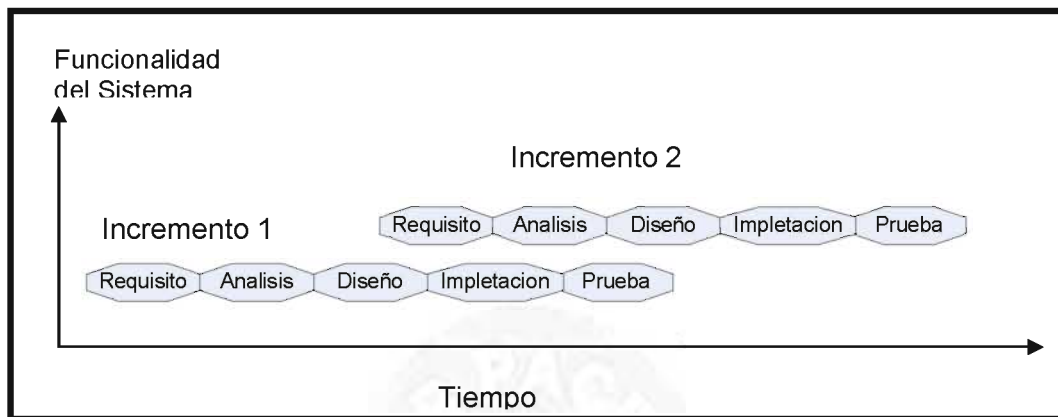 Funcionalidad
del Sistema
Incremento 2
Requisito Analisis Diseño Impletacion Prueba
Incremento 1
Requisito Analisis Diseño Impletacion Prueba
Tiempo